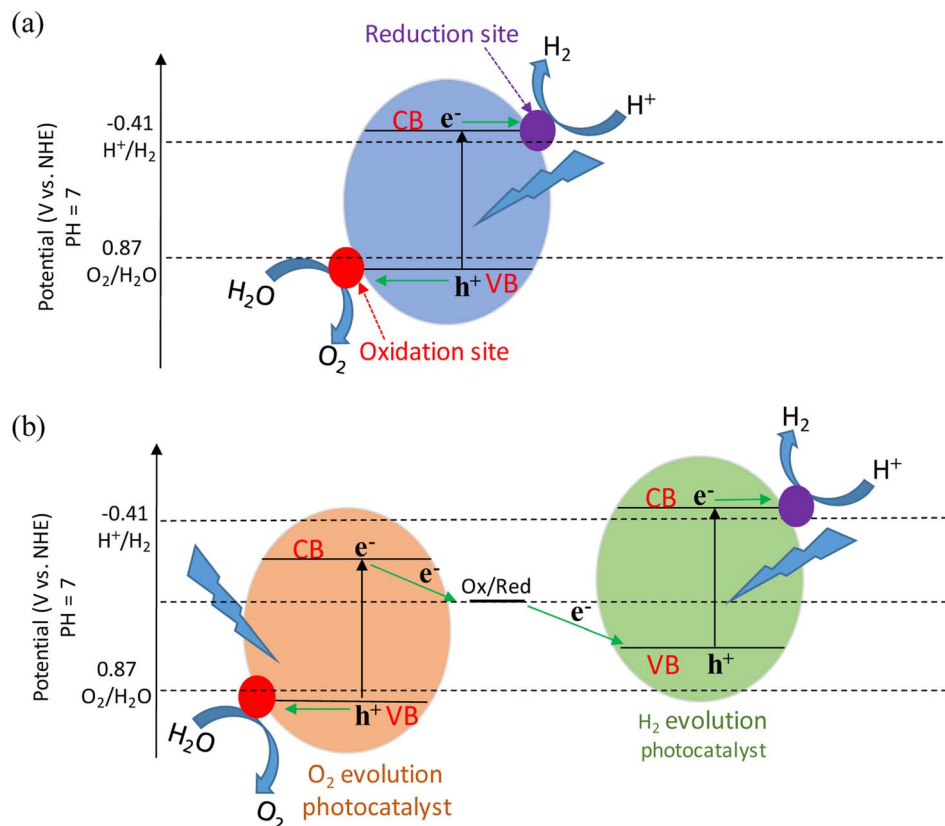 (a)
Reduction site
H₂
H⁺
CB
e⁻
-0.41
H⁺/H₂
Potential (V vs. NHE)
PH = 7
0.87
O₂/H₂O
h⁺
VB
H₂O
O₂
Oxidation site
(b)
H₂
H⁺
CB
e⁻
-0.41
H⁺/H₂
CB
e⁻
e⁻
Ox/Red
e⁻
Potential (V vs. NHE)
PH = 7
VB
h⁺
0.87
O₂/H₂O
h⁺
VB
H₂O
O₂
O₂ evolution
photocatalyst
H₂ evolution
photocatalyst